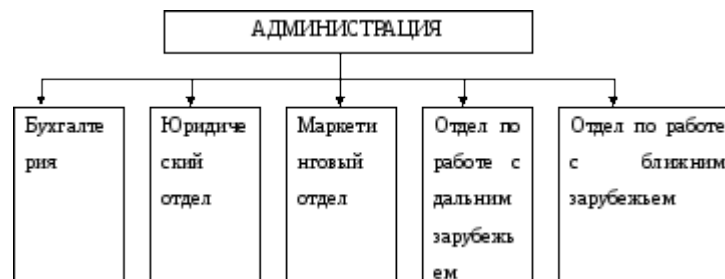 АДМИНИСТРАЦИЯ
Бухгалте
рия
Юридиче
ский
отдел
Маркети
нговый
отдел
Отдел по
работе с
дальним
зарубежь
ем
Отдел по работе
с ближним
зарубежьем